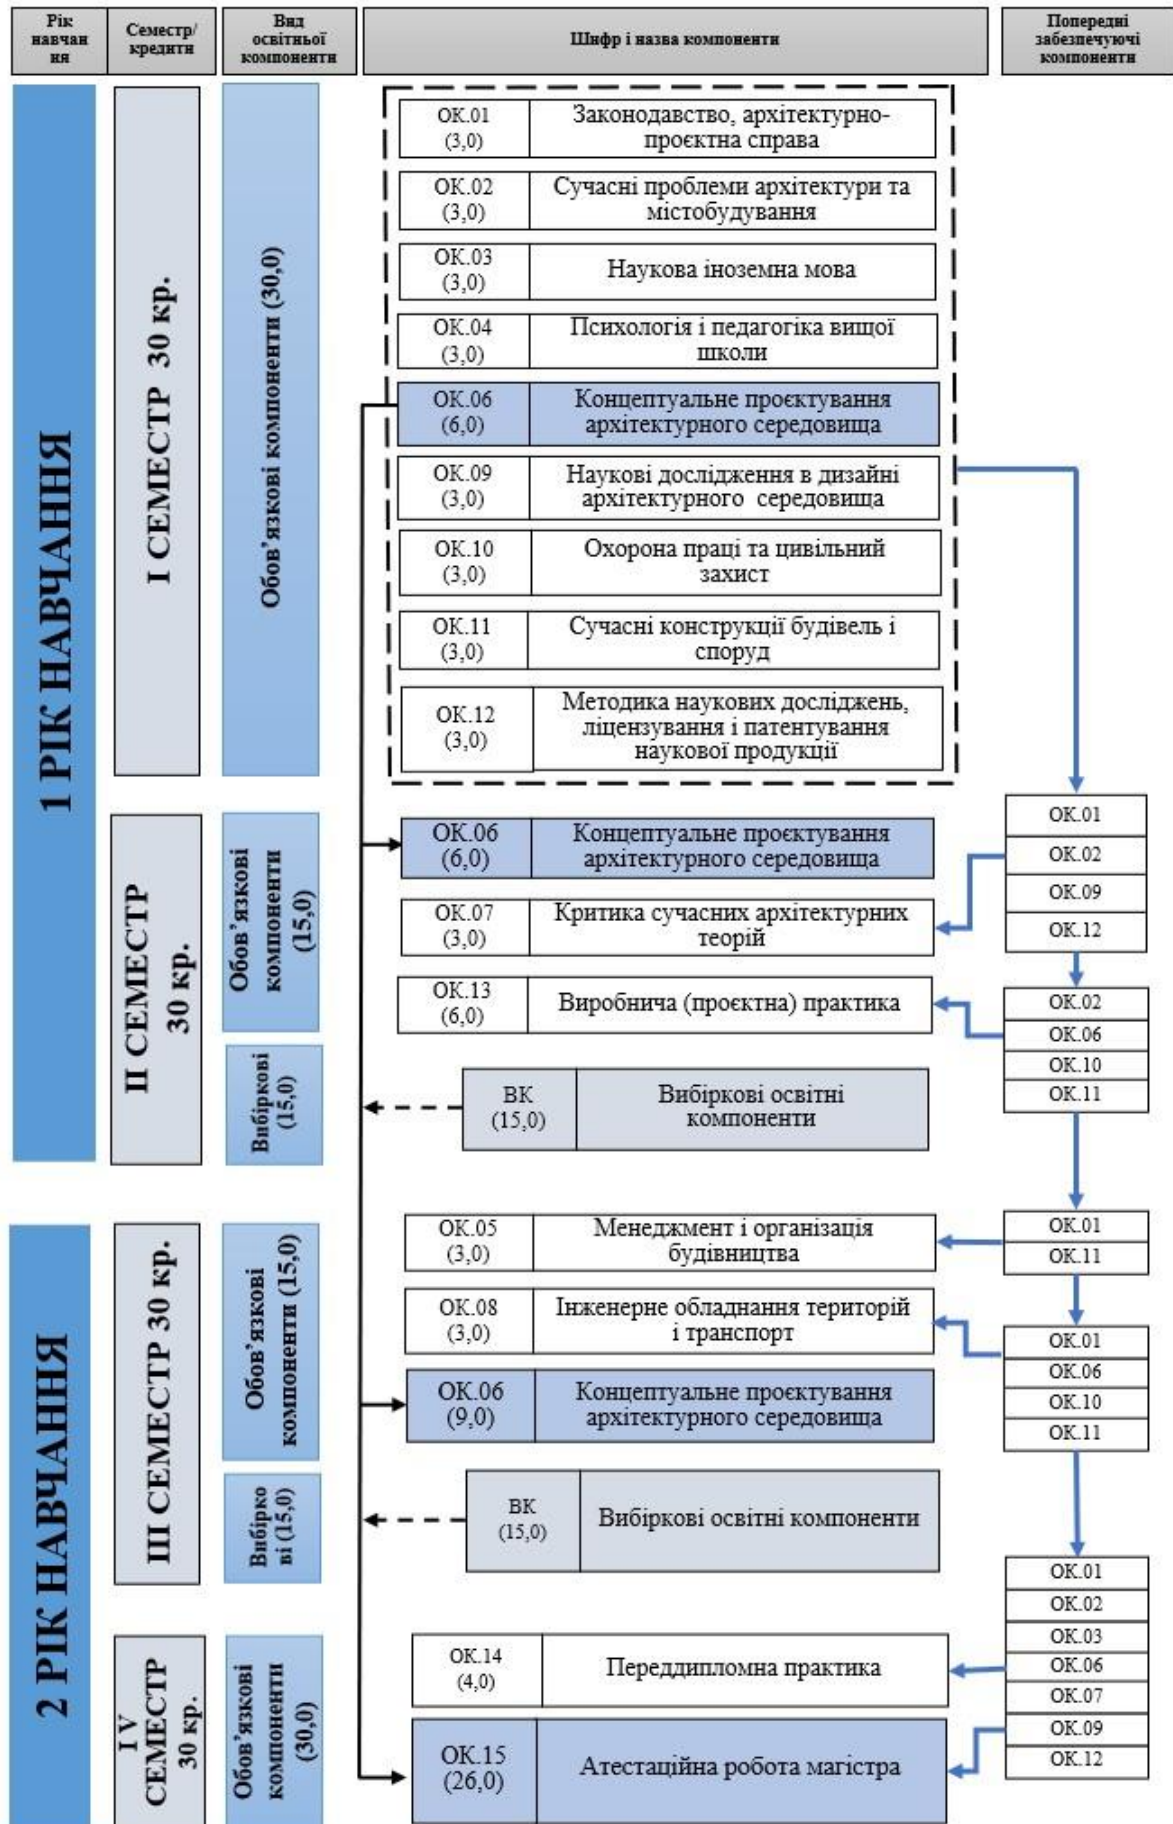 Рік
навчан
ня
Семестр/
кредити
Вид
освітньої
компоненти
Шифр і назва компоненти
Попередні
забезпечуючі
компоненти
1 РІК НАВЧАННЯ
І СЕМЕСТР 30 кр.
Обов’язкові компоненти (30,0)
ОК.01
(3,0)
Законодавство, архітектурно-
проєктна справа
ОК.02
(3,0)
Сучасні проблеми архітектури та
містобудування
ОК.03
(3,0)
Наукова іноземна мова
ОК.04
(3,0)
Психологія і педагогіка вищої
школи
ОК.06
(6,0)
Концептуальне проєктування
архітектурного середовища
ОК.09
(3,0)
Наукові дослідження в дизайні
архітектурного середовища
ОК.10
(3,0)
Охорона праці та цивільний
захист
ОК.11
(3,0)
Сучасні конструкції будівель і
споруд
ОК.12
(3,0)
Методика наукових досліджень,
ліцензування і патентування
наукової продукції
ІІ СЕМЕСТР
30 кр.
Обов’язкові
компоненти
(15,0)
ОК.06
(6,0)
Концептуальне проєктування
архітектурного середовища
ОК.07
(3,0)
Критика сучасних архітектурних
теорій
ОК.13
(6,0)
Виробнича (проєктна) практика
Вибіркові
(15,0)
ВК
(15,0)
Вибіркові освітні
компоненти
ОК.01
ОК.02
ОК.09
ОК.12
ОК.02
ОК.06
ОК.10
ОК.11
2 РІК НАВЧАННЯ
ІІІ СЕМЕСТР 30 кр.
Обов’язкові
компоненти (15,0)
ОК.05
(3,0)
Менеджмент і організація
будівництва
ОК.08
(3,0)
Інженерне обладнання територій
і транспорт
ОК.06
(9,0)
Концептуальне проєктування
архітектурного середовища
Вибірко
ві (15,0)
ВК
(15,0)
Вибіркові освітні компоненти
ОК.01
ОК.11
ОК.01
ОК.06
ОК.10
ОК.11
І V
СЕМЕСТР
30 кр.
Обов’язкові
компоненти
(30,0)
ОК.14
(4,0)
Переддипломна практика
ОК.15
(26,0)
Атестаційна робота магістра
ОК.01
ОК.02
ОК.03
ОК.06
ОК.07
ОК.09
ОК.12